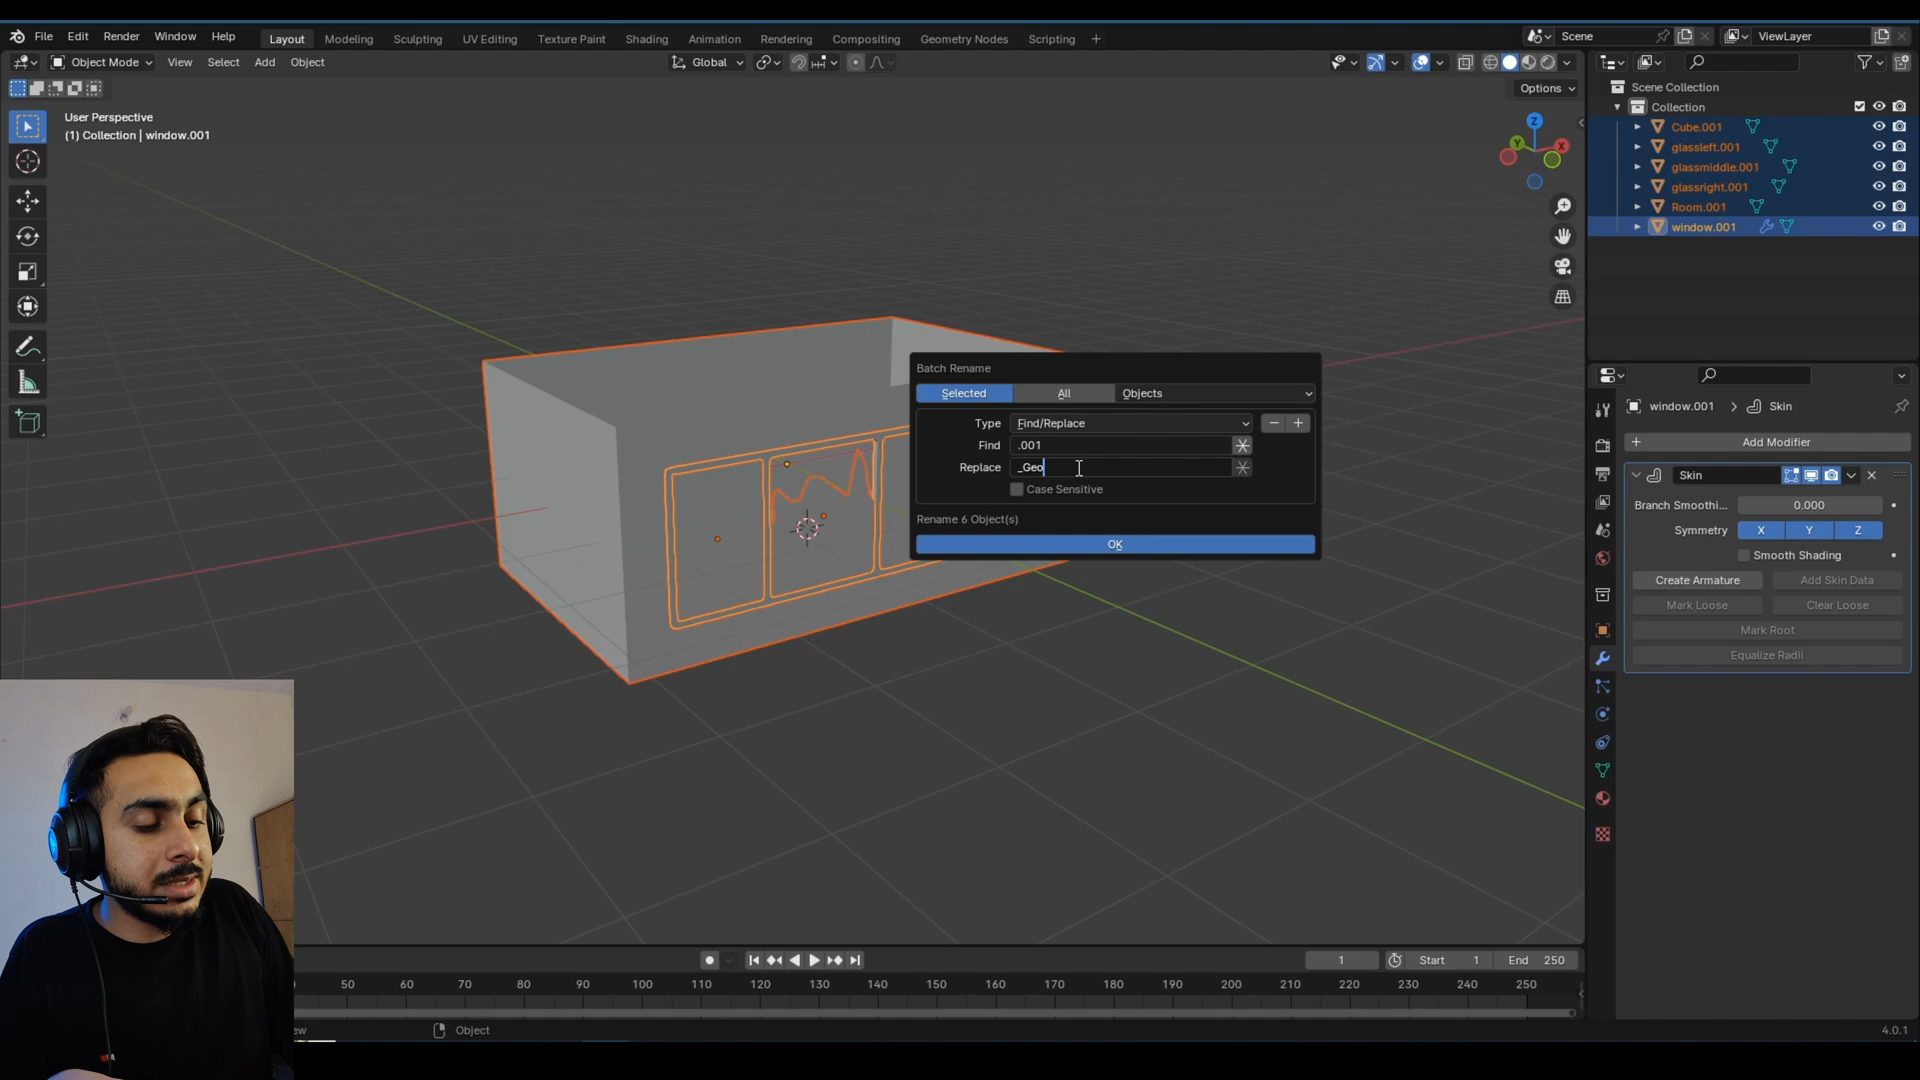 File Edit Render Window Help Layout Modeling Sculpting UV Editing Texture Paint Shading Animation Rendering Compositing Geometry Nodes Scripting + Scene ViewLayer
Object Mode View Select Add Object Global
Options
User Perspective
(1) Collection | window.001
Z
Y
X
Scene Collection
Collection
Cube.001
glassleft.001
glassmiddle.001
glassright.001
Room.001
window.001
Batch Rename
Selected All Objects
Type Find/Replace
Find .001
Replace _Geo
Case Sensitive
Rename 6 Object(s)
OK
window.001 > Skin
+ Add Modifier
Skin
Branch Smoothi... 0.000
Symmetry X Y Z
Smooth Shading
Create Armature Add Skin Data
Mark Loose Clear Loose
Mark Root
Equalize Radii
1 Start 1 End 250
50 60 70 80 90 100 110 120 130 140 150 160 170 180 190 200 210 220 230 240 250
ew Object 4.0.1